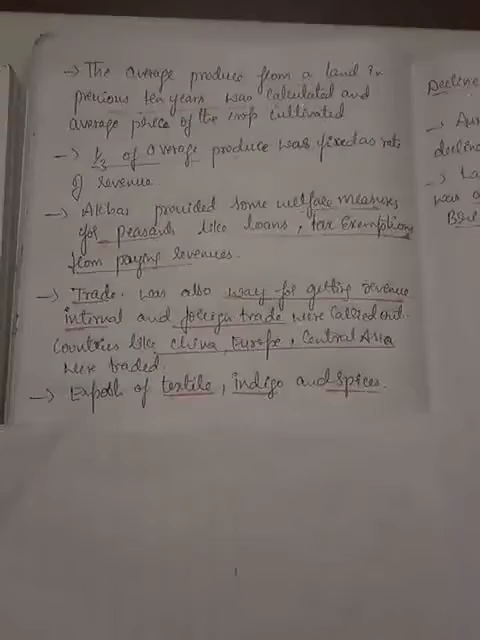 → The average produce from a land in
previous ten years was calculated and
average price of the crop cultivated
→ 1/3 of average produce was fixed as rate
of revenue.
→ Akbar provided some welfare measures
for peasants like loans, tax Exemptions
from paying revenues.
→ Trade was also way for getting revenue
internal and foreign trade were carried out.
Countries like China, Europe, Central Asia
were traded.
→ Exports of textile, indigo and spices.
Decline
→
declin
→
was